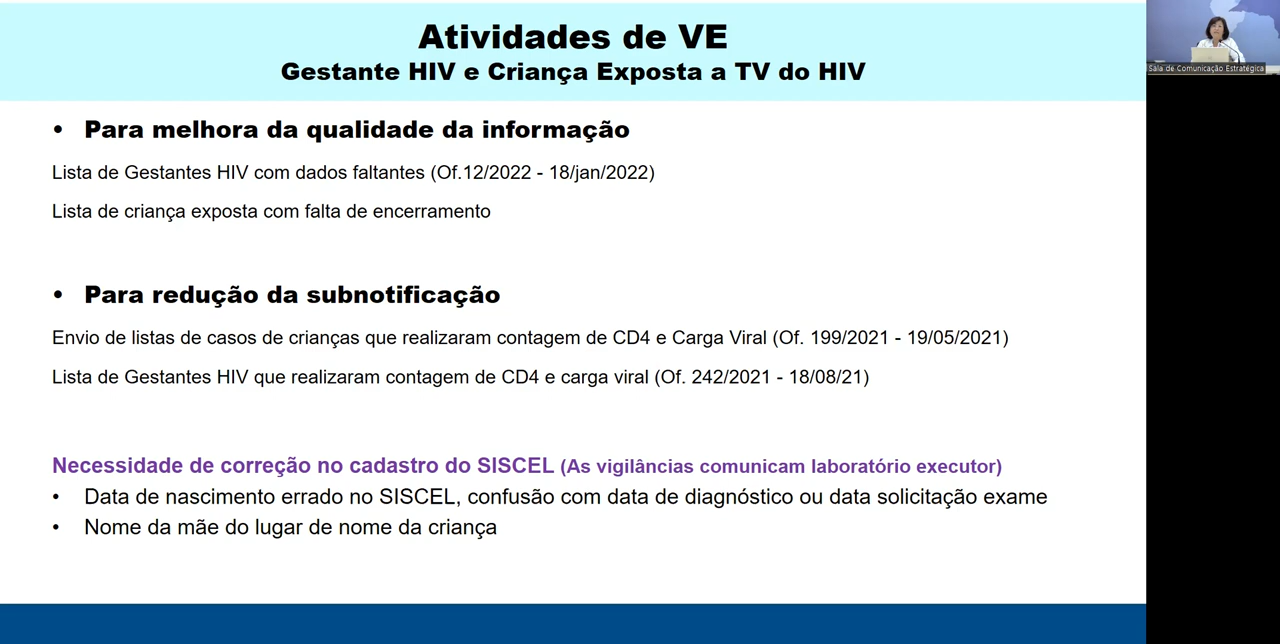 Atividades de VE
Gestante HIV e Criança Exposta a TV do HIV
Sala de Comunicação Estratégica
• Para melhora da qualidade da informação
Lista de Gestantes HIV com dados faltantes (Of.12/2022 - 18/jan/2022)
Lista de criança exposta com falta de encerramento
• Para redução da subnotificação
Envio de listas de casos de crianças que realizaram contagem de CD4 e Carga Viral (Of. 199/2021 - 19/05/2021)
Lista de Gestantes HIV que realizaram contagem de CD4 e carga viral (Of. 242/2021 - 18/08/21)
Necessidade de correção no cadastro do SISCEL (As vigilâncias comunicam laboratório executor)
• Data de nascimento errado no SISCEL, confusão com data de diagnóstico ou data solicitação exame
• Nome da mãe do lugar de nome da criança